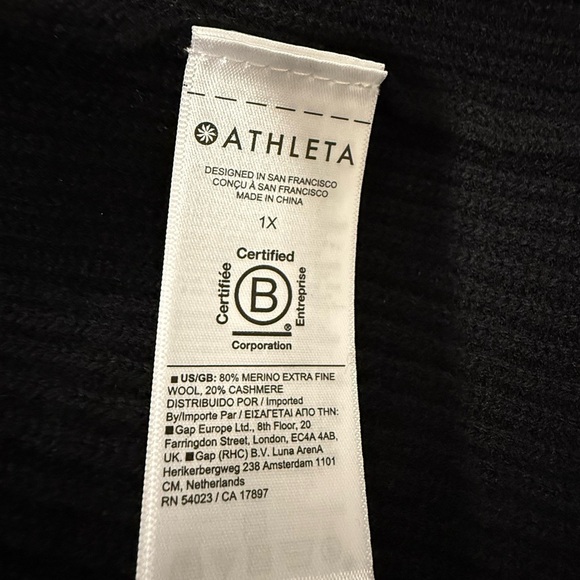 ATHLETA
DESIGNED IN SAN FRANCISCO
CONÇU À SAN FRANCISCO
MADE IN CHINA
1X
Certified
Certifiée
B
Entreprise
®
Corporation
■ US/GB: 80% MERINO EXTRA FINE
WOOL, 20% CASHMERE
DISTRIBUIDO POR / Imported
By/Importe Par / ΕΙΣΑΓΕΤΑΙ ΑΠΟ ΤΗΝ:
■Gap Europe Ltd., 8th Floor, 20
Farringdon Street, London, EC4A 4AB,
UK. ■Gap (RHC) B.V. Luna ArenA
Herikerbergweg 238 Amsterdam 1101
CM, Netherlands
RN 54023 / CA 17897